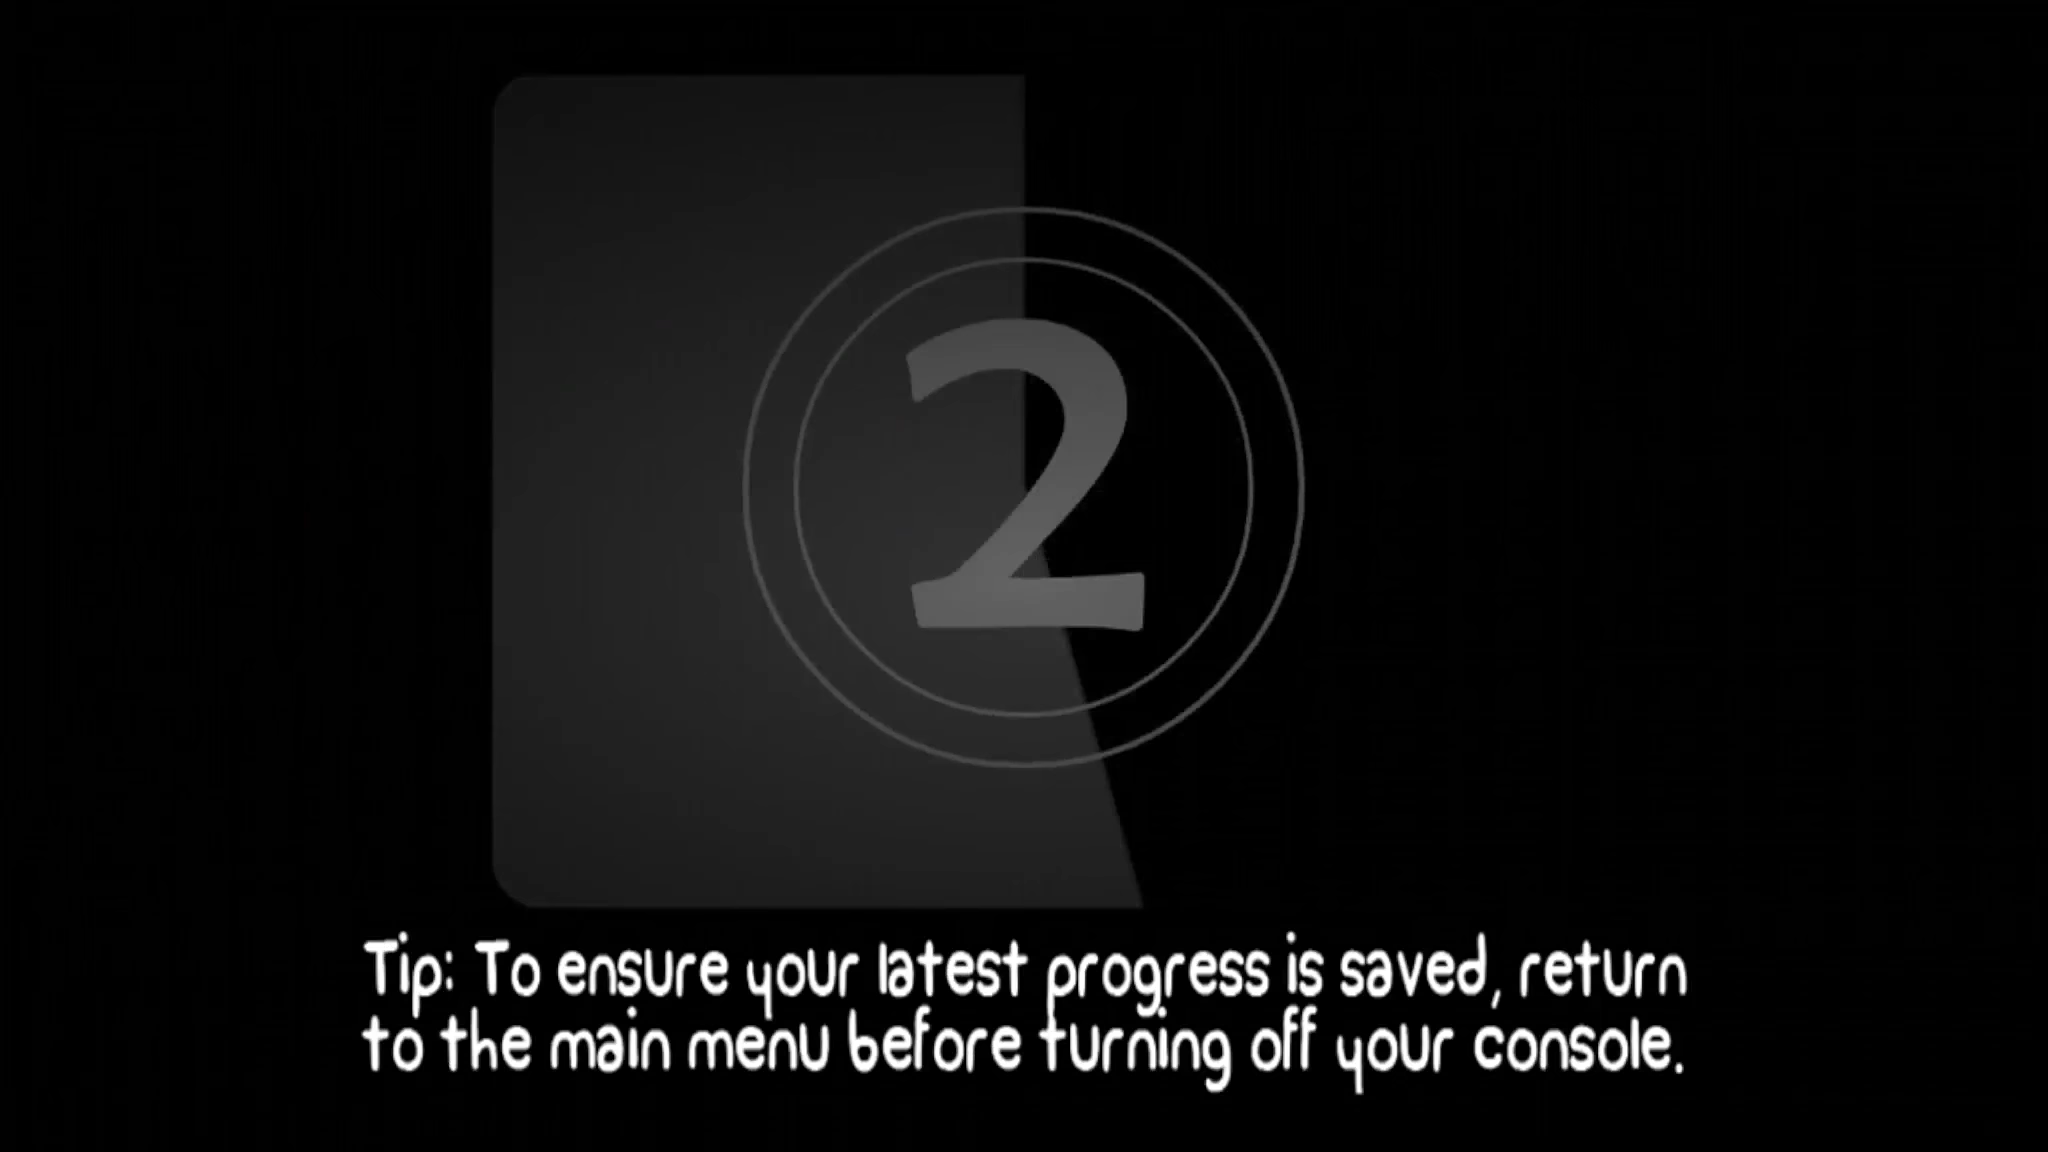 2
Tip: To ensure your latest progress is saved, return
to the main menu before turning off your console.